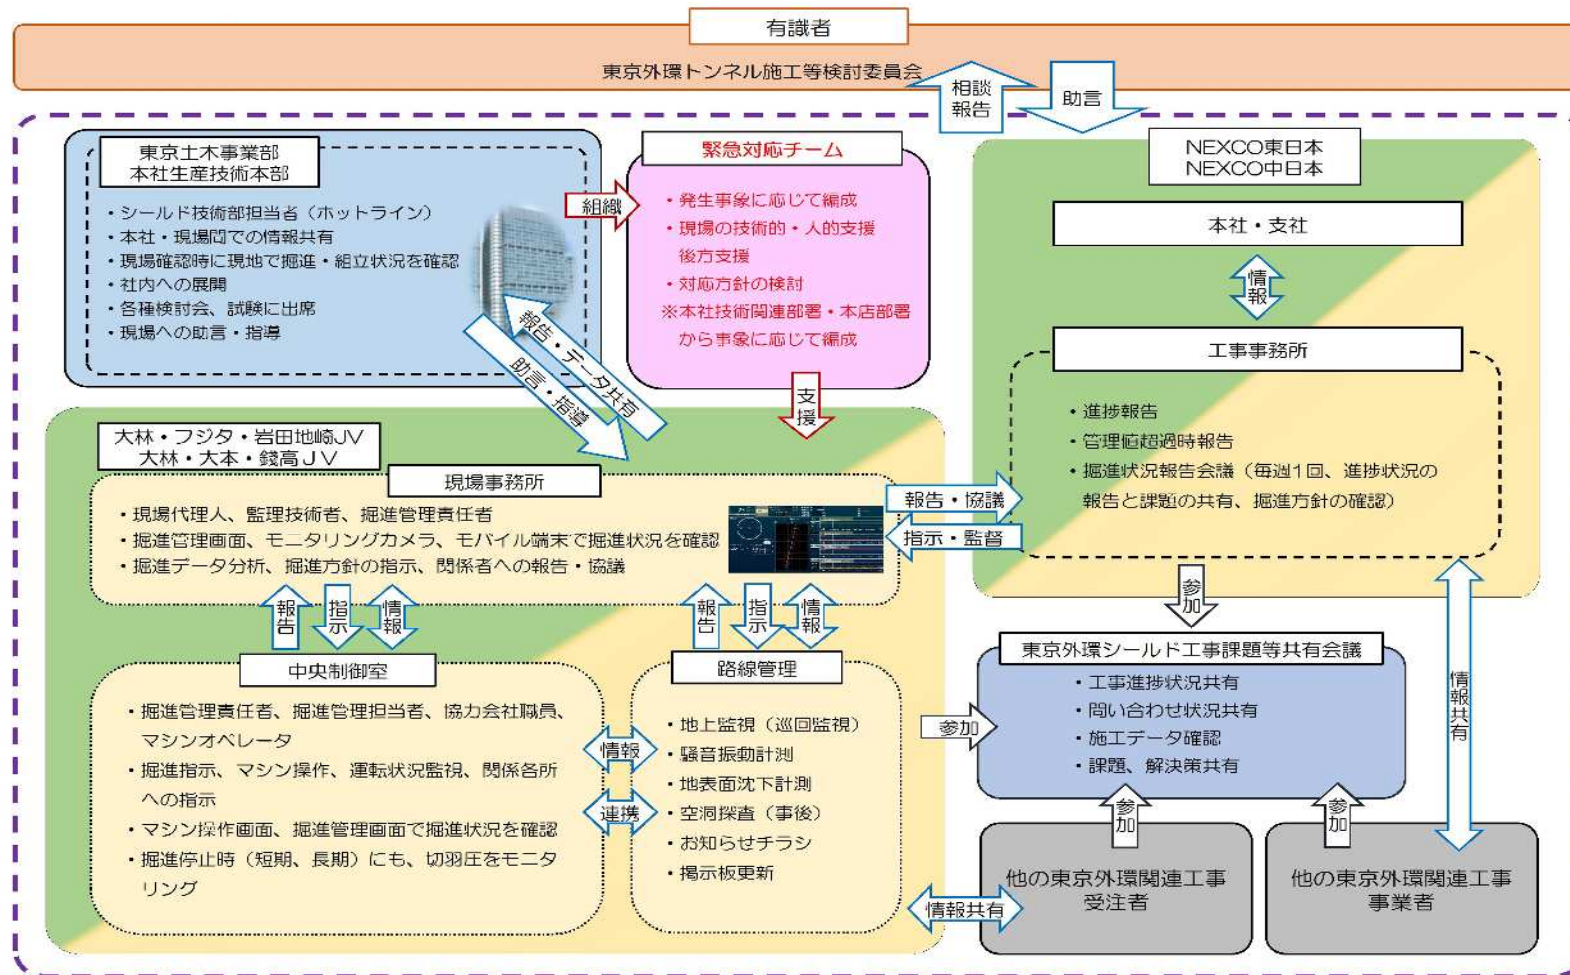 有識者
東京外環トンネル施工等検討委員会
相談
報告
助言
東京土木事業部
本社生産技術本部
・シールド技術部担当者（ホットライン）
・本社・現場間での情報共有
・現場確認時に現地で掘進・組立状況を確認
・社内への展開
・各種検討会、試験に出席
・現場への助言・指導
組織
緊急対応チーム
・発生事象に応じて編成
・現場の技術的・人的支援
後方支援
・対応方針の検討
※本社技術関連部署・本店部署
から事象に応じて編成
報告・データ共有
助言・指導
支援
NEXCO東日本
NEXCO中日本
本社・支社
情報
工事事務所
・進捗報告
・管理値超過時報告
・掘進状況報告会議（毎週1回、進捗状況の
報告と課題の共有、掘進方針の確認）
大林・フジタ・岩田地崎JV
大林・大本・錢高ＪＶ
現場事務所
・現場代理人、監理技術者、掘進管理責任者
・掘進管理画面、モニタリングカメラ、モバイル端末で掘進状況を確認
・掘進データ分析、掘進方針の指示、関係者への報告・協議
報告・協議
指示・監督
報告
指示
情報
報告
指示
情報
中央制御室
・掘進管理責任者、掘進管理担当者、協力会社職員、
マシンオペレータ
・掘進指示、マシン操作、運転状況監視、関係各所
への指示
・マシン操作画面、掘進管理画面で掘進状況を確認
・掘進停止時（短期、長期）にも、切羽圧をモニタ
リング
情報
連携
路線管理
・地上監視（巡回監視）
・騒音振動計測
・地表面沈下計測
・空洞探査（事後）
・お知らせチラシ
・掲示板更新
参加
参加
東京外環シールド工事課題等共有会議
・工事進捗状況共有
・問い合わせ状況共有
・施工データ確認
・課題、解決策共有
情報共有
参加
参加
他の東京外環関連工事
受注者
他の東京外環関連工事
事業者
情報共有